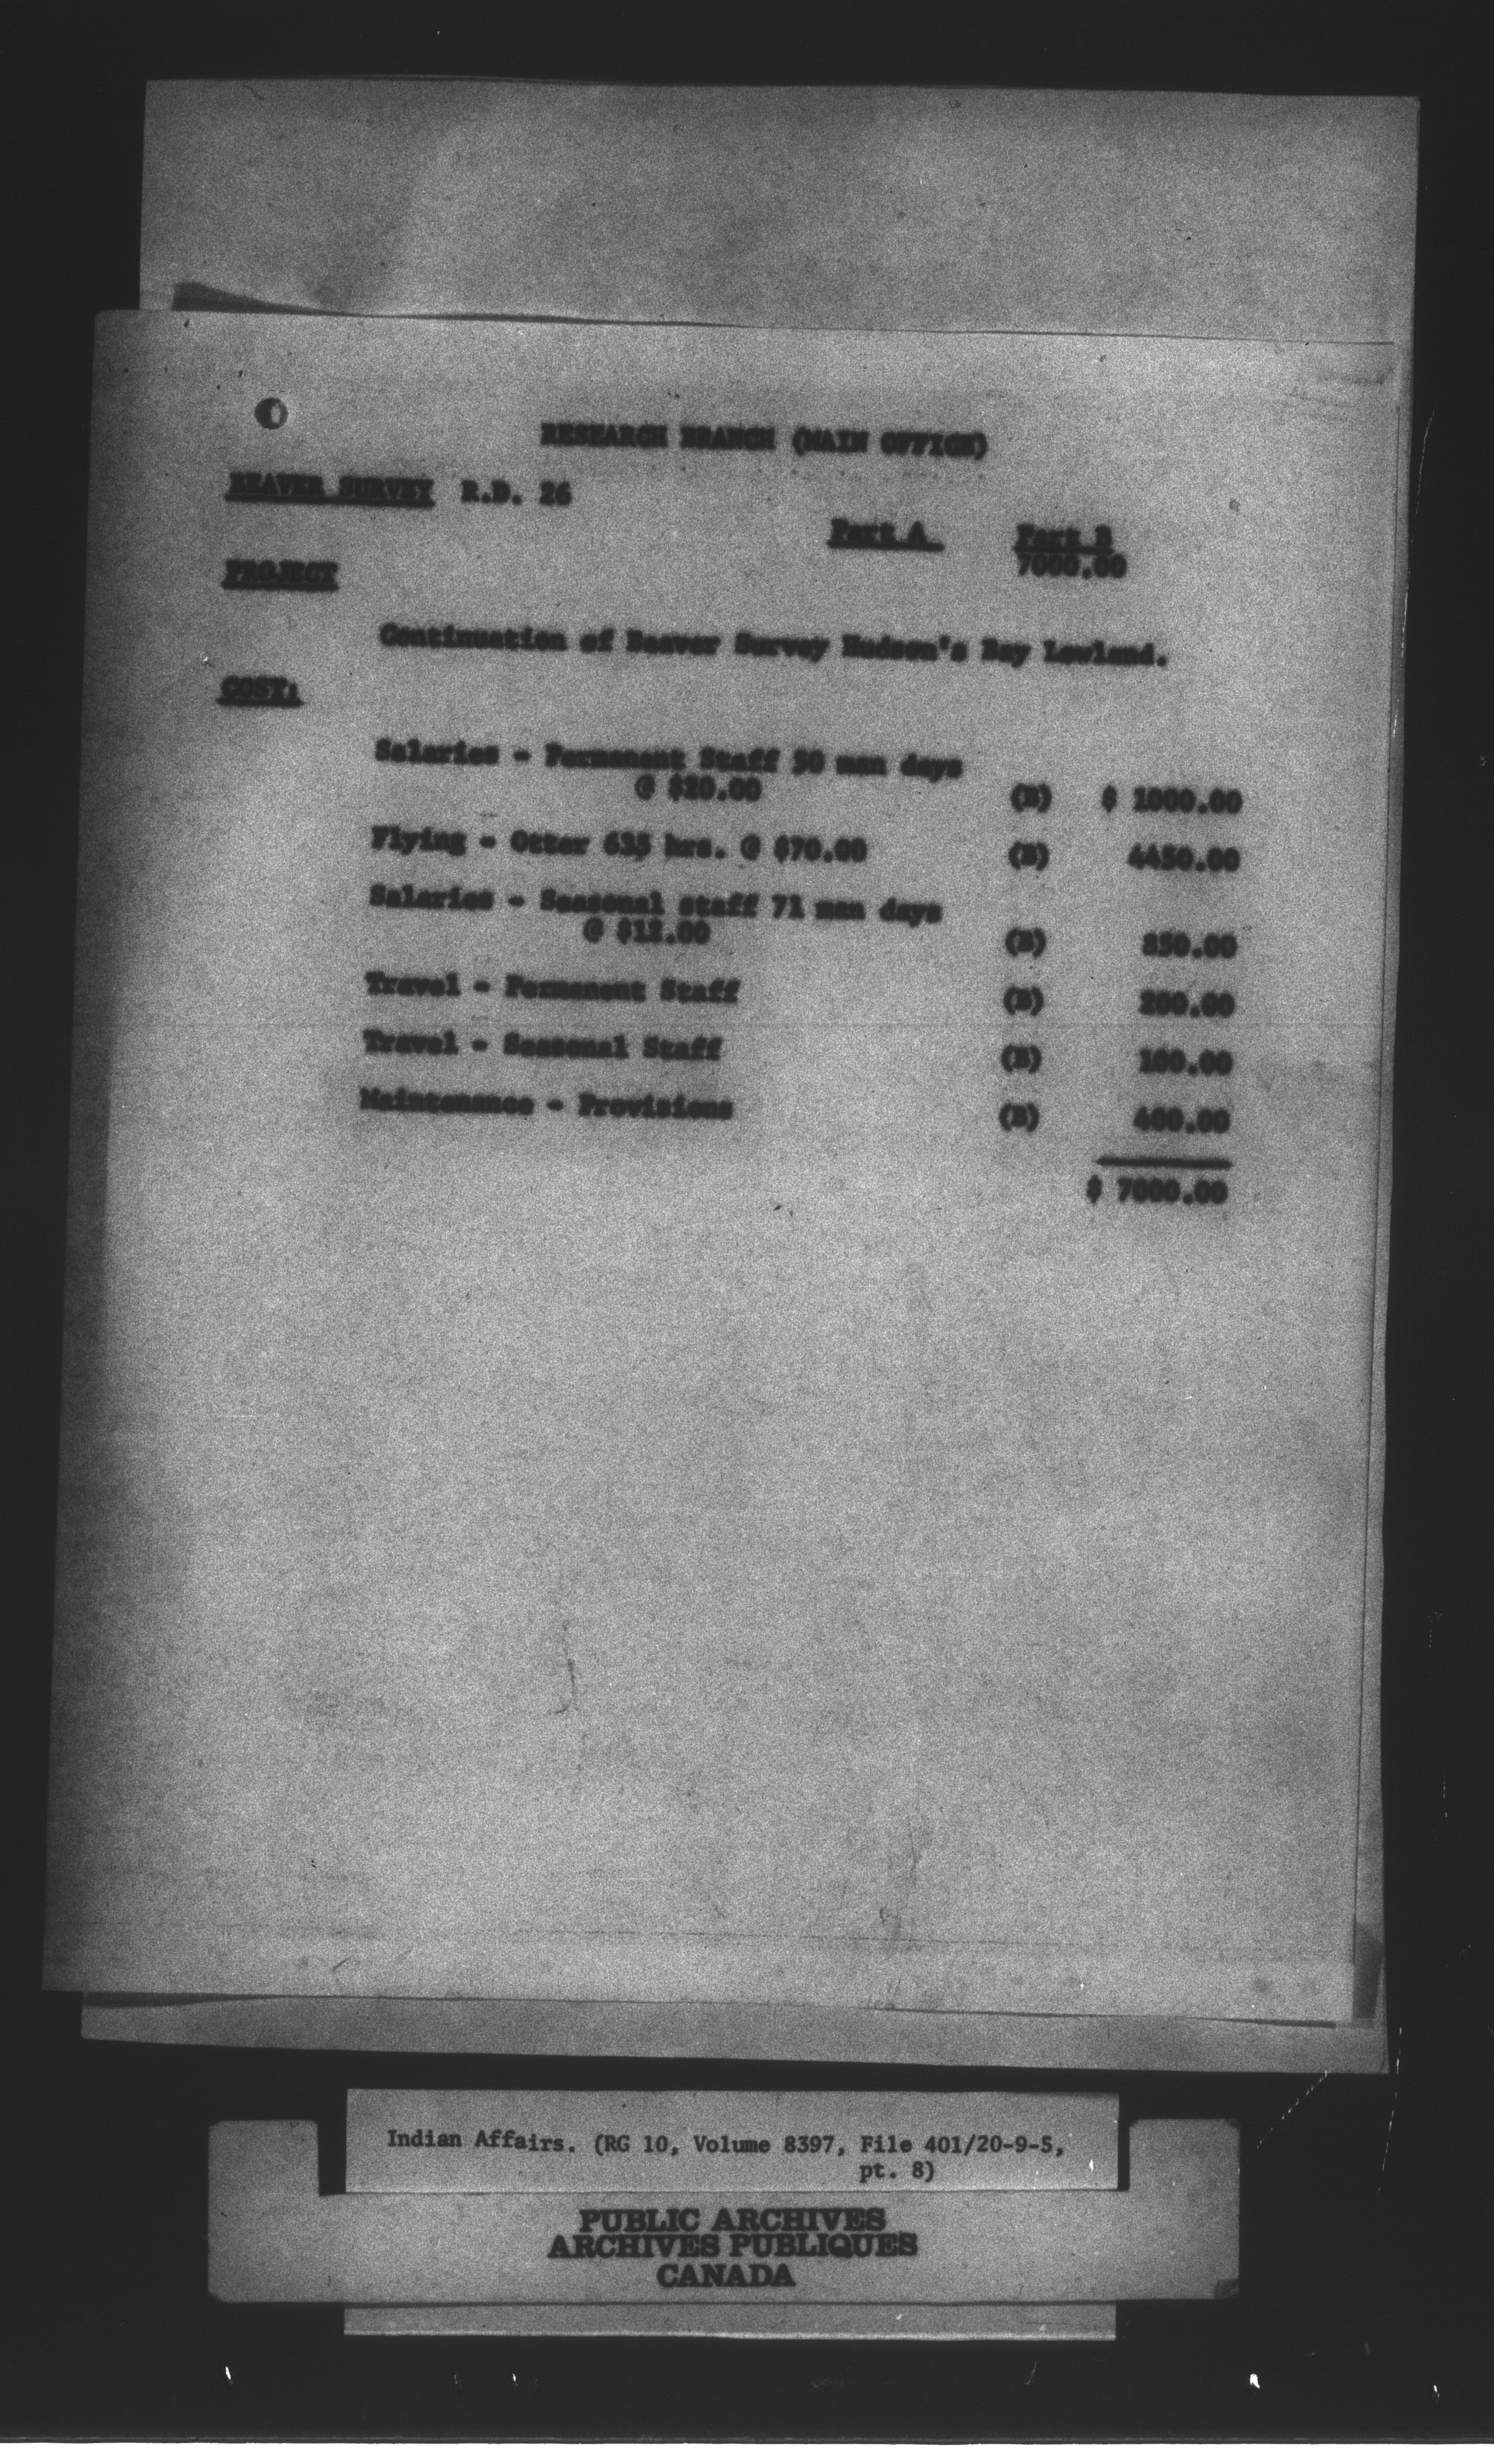 RESEARCH BRANCH (MAIN OFFICE)
BEAVER SURVEY R.D. 26
Part A Part B
7000.00
PROJECT
Continuation of Beaver Survey Hudson's Bay Lowland.
COST:
Salaries - Permanent Staff 50 man days
@ $20.00 (B) $ 1000.00
Flying - Otter 635 hrs. @ $70.00 (B) 4450.00
Salaries - Seasonal staff 71 man days
@ $12.00 (B) 850.00
Travel - Permanent Staff (B) 200.00
Travel - Seasonal Staff (B) 100.00
Maintenance - Provisions (B) 400.00
$ 7000.00
Indian Affairs. (RG 10, Volume 8397, File 401/20-9-5,
pt. 8)
PUBLIC ARCHIVES
ARCHIVES PUBLIQUES
CANADA